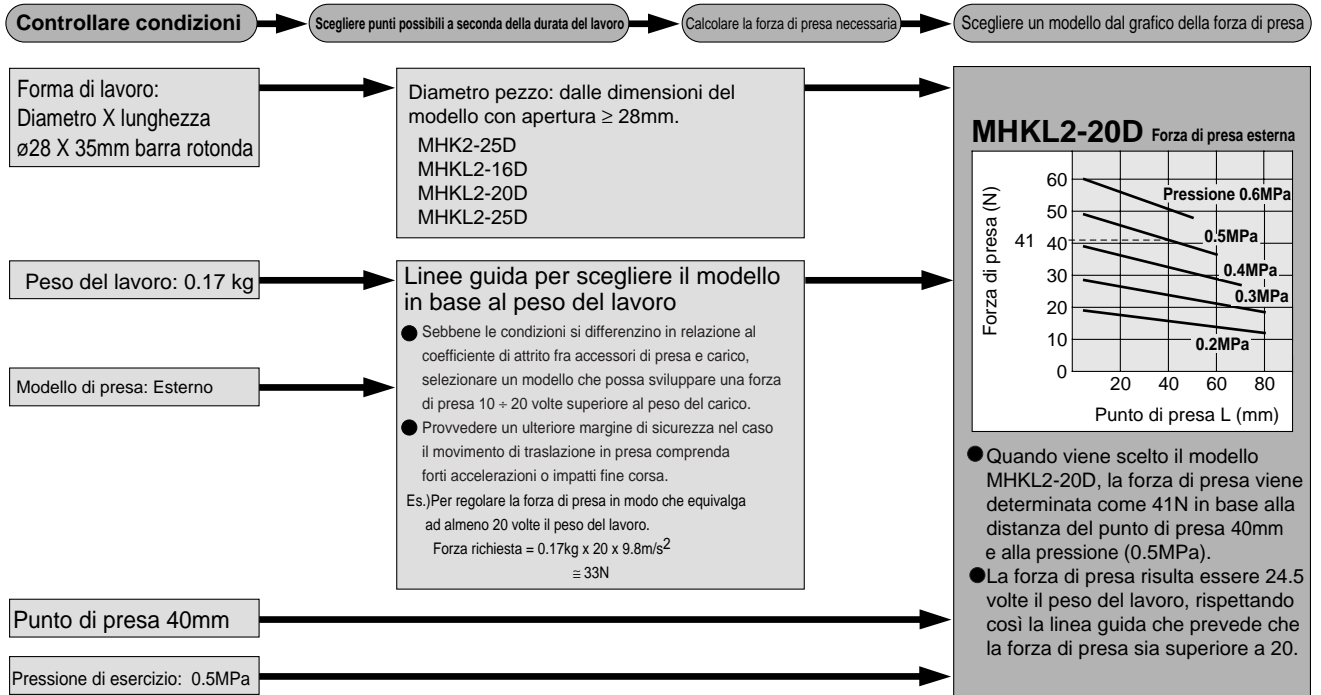 Controllare condizioni
Scegliere punti possibili a seconda della durata del lavoro
Calcolare la forza di presa necessaria
Scegliere un modello dal grafico della forza di presa
Forma di lavoro:
Diametro X lunghezza
ø28 X 35mm barra rotonda
Diametro pezzo: dalle dimensioni del
modello con apertura ≥ 28mm.
MHK2-25D
MHKL2-16D
MHKL2-20D
MHKL2-25D
Peso del lavoro: 0.17 kg
Modello di presa: Esterno
Linee guida per scegliere il modello
in base al peso del lavoro
● Sebbene le condizioni si differenzino in relazione al
coefficiente di attrito fra accessori di presa e carico,
selezionare un modello che possa sviluppare una forza
di presa 10 ÷ 20 volte superiore al peso del carico.
● Provvedere un ulteriore margine di sicurezza nel caso
il movimento di traslazione in presa comprenda
forti accelerazioni o impatti fine corsa.
Es.)Per regolare la forza di presa in modo che equivalga
ad almeno 20 volte il peso del lavoro.
Forza richiesta = 0.17kg x 20 x 9.8m/s²
≅ 33N
Punto di presa 40mm
Pressione di esercizio: 0.5MPa
MHKL2-20D Forza di presa esterna
Forza di presa (N)
60
50
41
40
30
20
10
0
Pressione 0.6MPa
0.5MPa
0.4MPa
0.3MPa
0.2MPa
20 40 60 80
Punto di presa L (mm)
● Quando viene scelto il modello
MHKL2-20D, la forza di presa viene
determinata come 41N in base alla
distanza del punto di presa 40mm
e alla pressione (0.5MPa).
● La forza di presa risulta essere 24.5
volte il peso del lavoro, rispettando
così la linea guida che prevede che
la forza di presa sia superiore a 20.